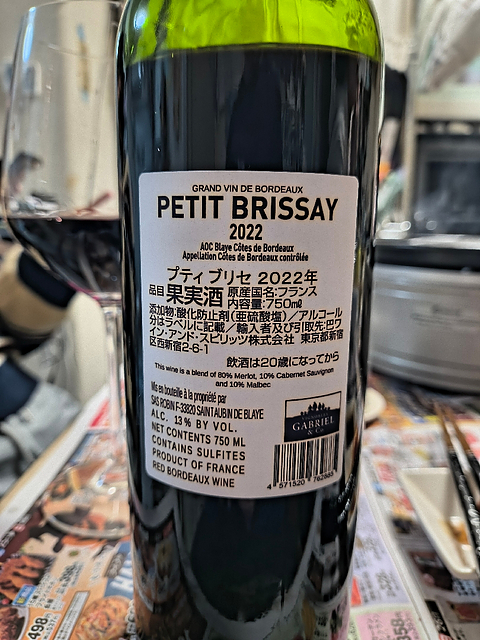 GRAND VIN DE BORDEAUX
PETIT BRISSAY
2022
AOC Blaye Côtes de Bordeaux
Appellation Côtes de Bordeaux contrôlée
プティ ブリセ 2022年
品目 果実酒 原産国名:フランス
内容量:750ml
添加物:酸化防止剤(亜硫酸塩)/アルコール
分はラベルに記載/輸入者及び引取先:巴ワ
イン・アンド・スピリッツ株式会社 東京都新宿
区西新宿2-6-1
飲酒は20歳になってから
This wine is a blend of 80% Merlot, 10% Cabernet Sauvignon
and 10% Malbec
Mis en bouteille à la propriété par
SAS ROBIN F-33820 SAINT AUBIN DE BLAYE
ALC. 13% BY VOL.
NET CONTENTS 750 ML
CONTAINS SULFITES
PRODUCT OF FRANCE
RED BORDEAUX WINE
VIGNOBLES
GABRIEL
& Co
4 571520 762883
498